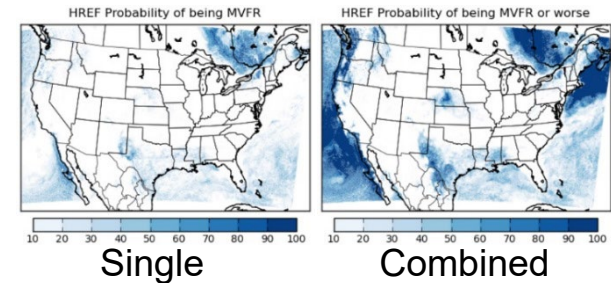 HREF Probability of being MVFR
HREF Probability of being MVFR or worse
10 20 30 40 50 60 70 80 90 100
10 20 30 40 50 60 70 80 90 100
Single
Combined